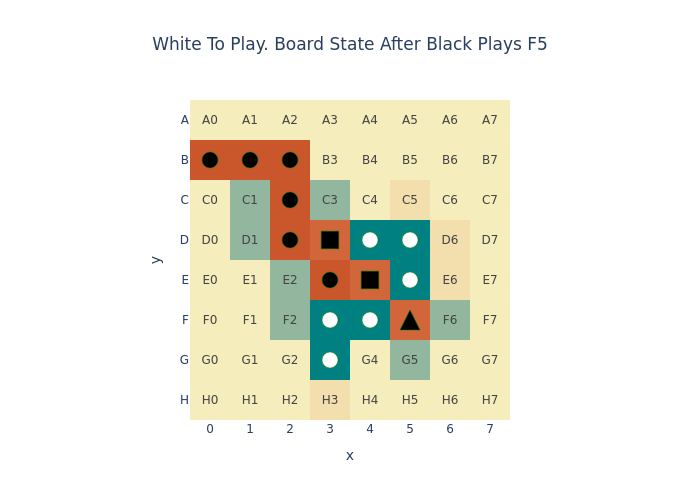 White To Play. Board State After Black Plays F5
A A0 A1 A2 A3 A4 A5 A6 A7
B B3 B4 B5 B6 B7
C C0 C1 C3 C4 C5 C6 C7
D D0 D1 D6 D7
y
E E0 E1 E2 E6 E7
F F0 F1 F2 F6 F7
G G0 G1 G2 G4 G5 G6 G7
H H0 H1 H2 H3 H4 H5 H6 H7
0 1 2 3 4 5 6 7
x